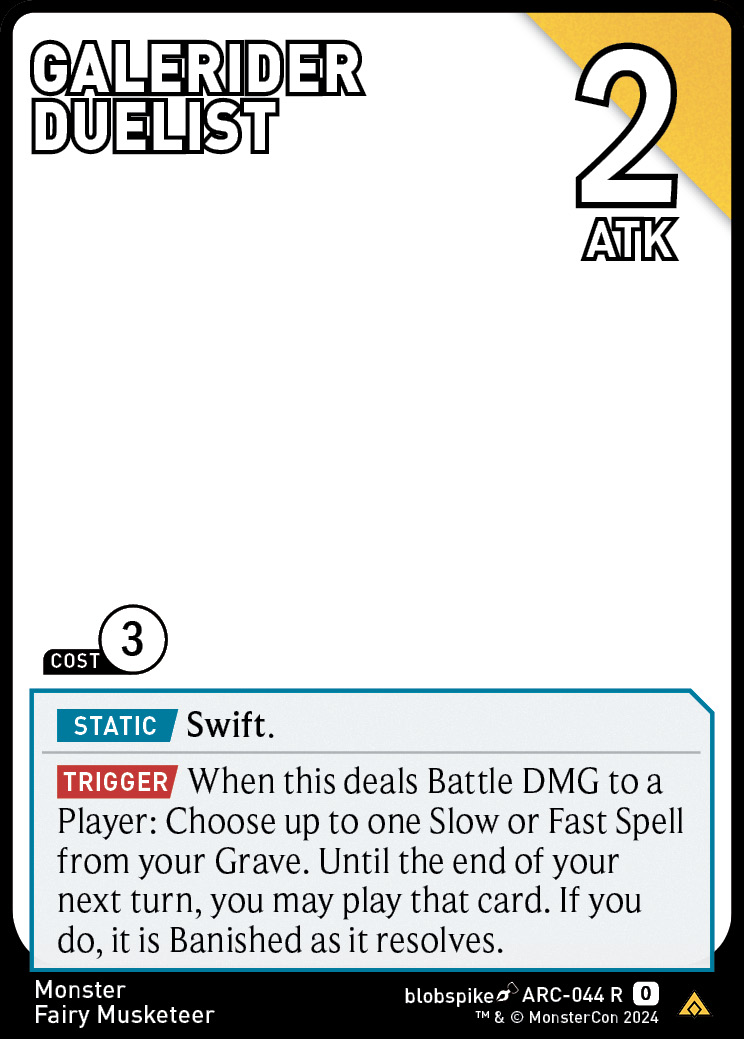 GALERIDER
DUELIST
2
ATK
COST 3
STATIC Swift.
TRIGGER When this deals Battle DMG to a
Player: Choose up to one Slow or Fast Spell
from your Grave. Until the end of your
next turn, you may play that card. If you
do, it is Banished as it resolves.
Monster
Fairy Musketeer
blobspike ARC-044 R 0
™ & © MonsterCon 2024